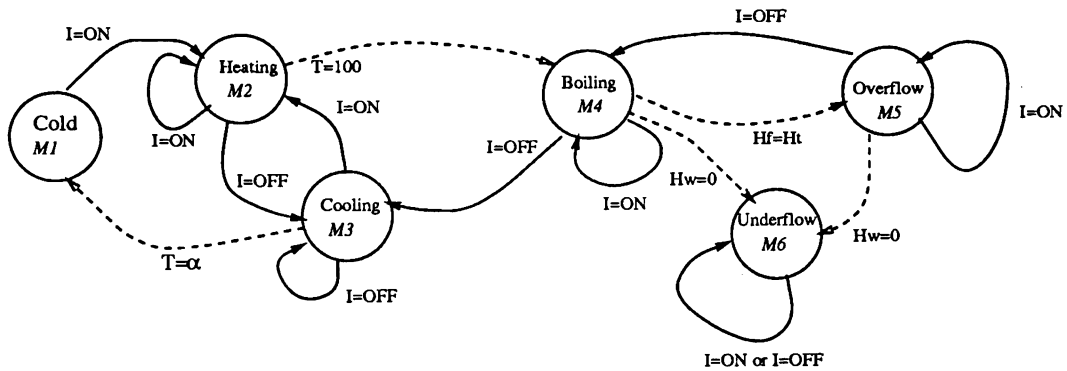 I=OFF
I=ON
Heating
M2
T=100
Boiling
M4
Overflow
M5
I=ON
Cold
M1
I=ON
I=ON
Hf=Ht
I=OFF
I=OFF
Hw=0
Cooling
M3
I=ON
Underflow
M6
Hw=0
T=α
I=OFF
I=ON or I=OFF